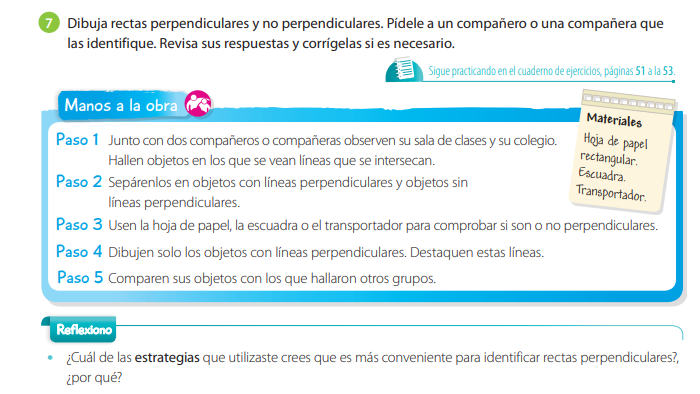 7 Dibuja rectas perpendiculares y no perpendiculares. Pídele a un compañero o una compañera que
las identifique. Revisa sus respuestas y corrígelas si es necesario.
Sigue practicando en el cuaderno de ejercicios, páginas 51 a la 53.
Manos a la obra
Materiales
Hoja de papel
rectangular.
Escuadra.
Transportador.
Paso 1 Junto con dos compañeros o compañeras observen su sala de clases y su colegio.
Hallen objetos en los que se vean líneas que se intersecan.
Paso 2 Sepárenlos en objetos con líneas perpendiculares y objetos sin
líneas perpendiculares.
Paso 3 Usen la hoja de papel, la escuadra o el transportador para comprobar si son o no perpendiculares.
Paso 4 Dibujen solo los objetos con líneas perpendiculares. Destaquen estas líneas.
Paso 5 Comparen sus objetos con los que hallaron otros grupos.
Reflexiono
• ¿Cuál de las estrategias que utilizaste crees que es más conveniente para identificar rectas perpendiculares?,
¿por qué?